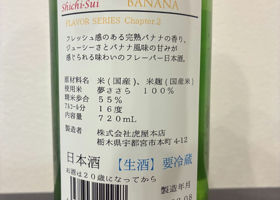 Shichi-Sui BANANA
FLAVOR SERIES Chapter.2
フレッシュ感のある完熟バナナの香り、
ジューシーさとバナナ風味の甘みが
感じられる味わいのフレーバー日本酒。
原材料名 米(国産)、米麹(国産米)
使用米 夢ささら 100%
精米歩合 55%
アルコール分 16度
内容量 720mL
製造者 株式会社虎屋本店
栃木県宇都宮市本町 4-12
日本酒 【生酒】 要冷蔵
お酒は20歳になってから
製造年月
08